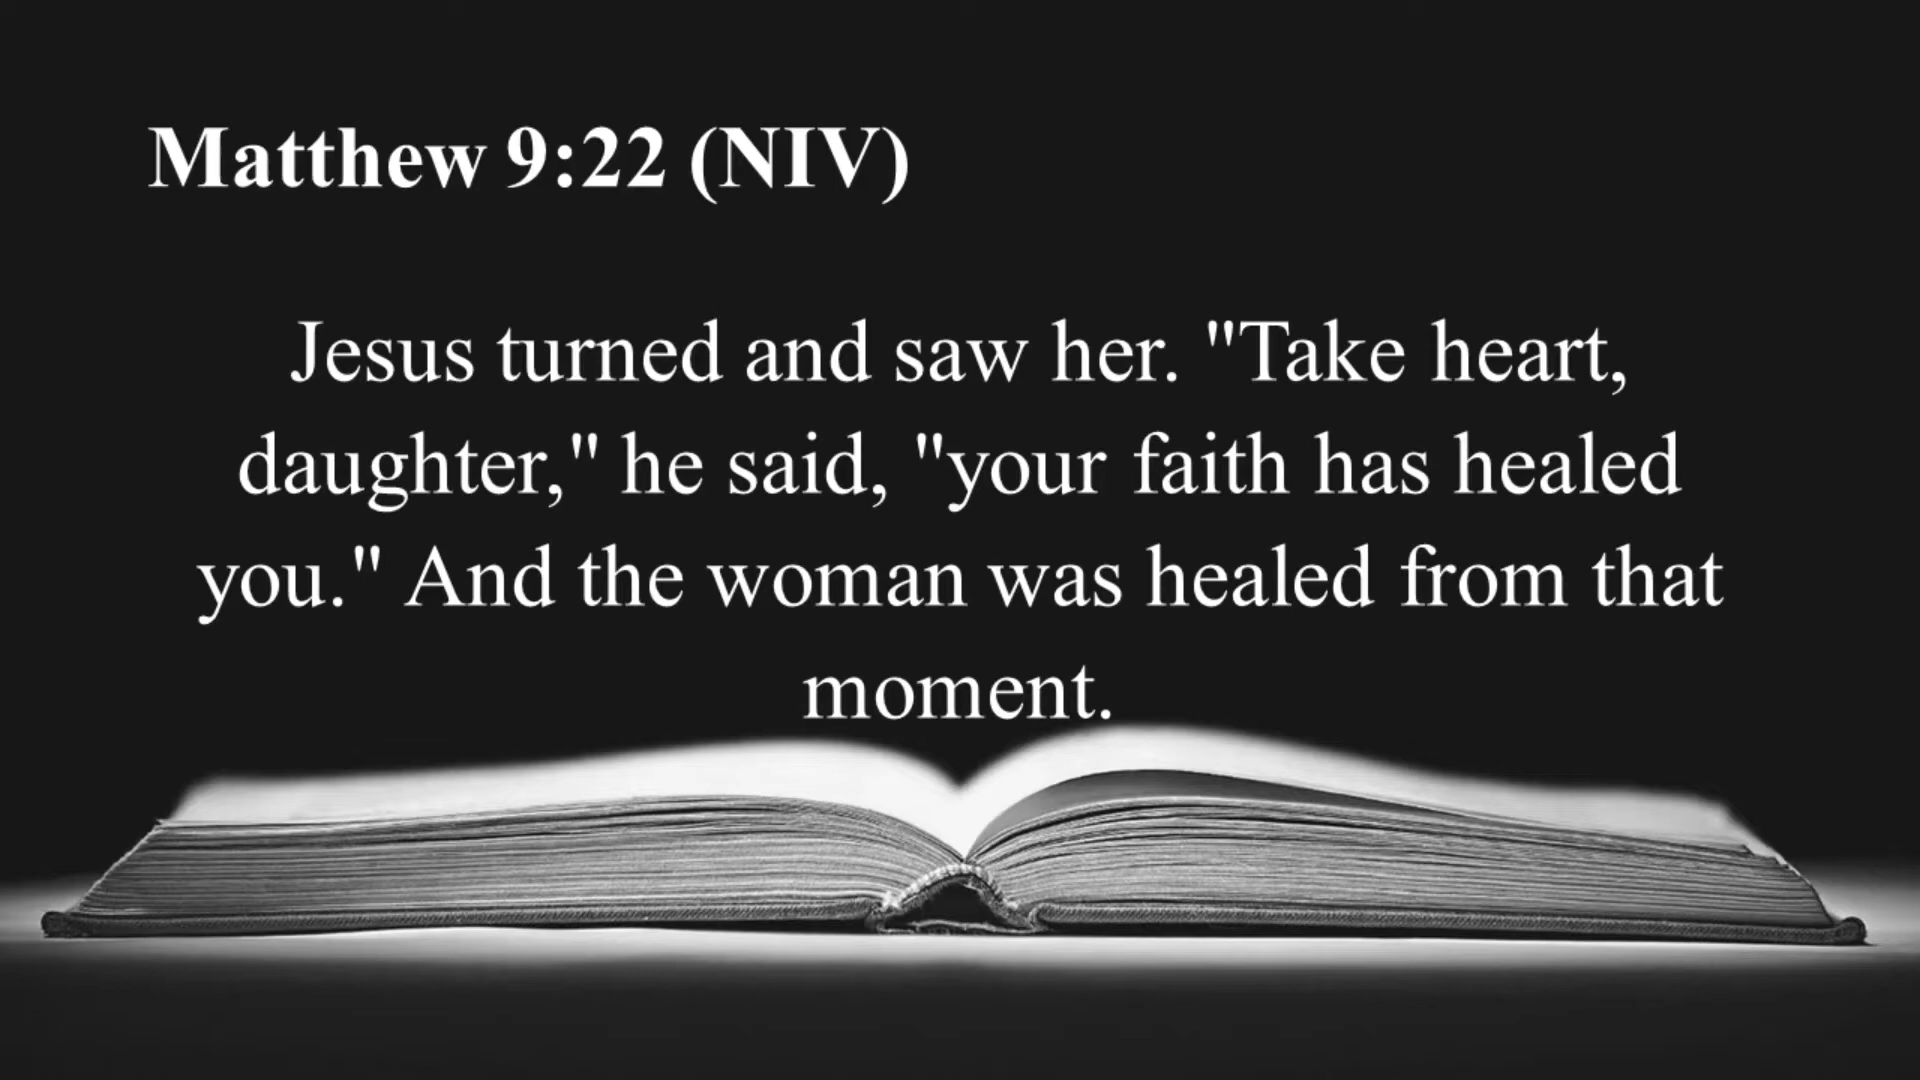 Matthew 9:22 (NIV)
Jesus turned and saw her. "Take heart,
daughter," he said, "your faith has healed
you." And the woman was healed from that
moment.